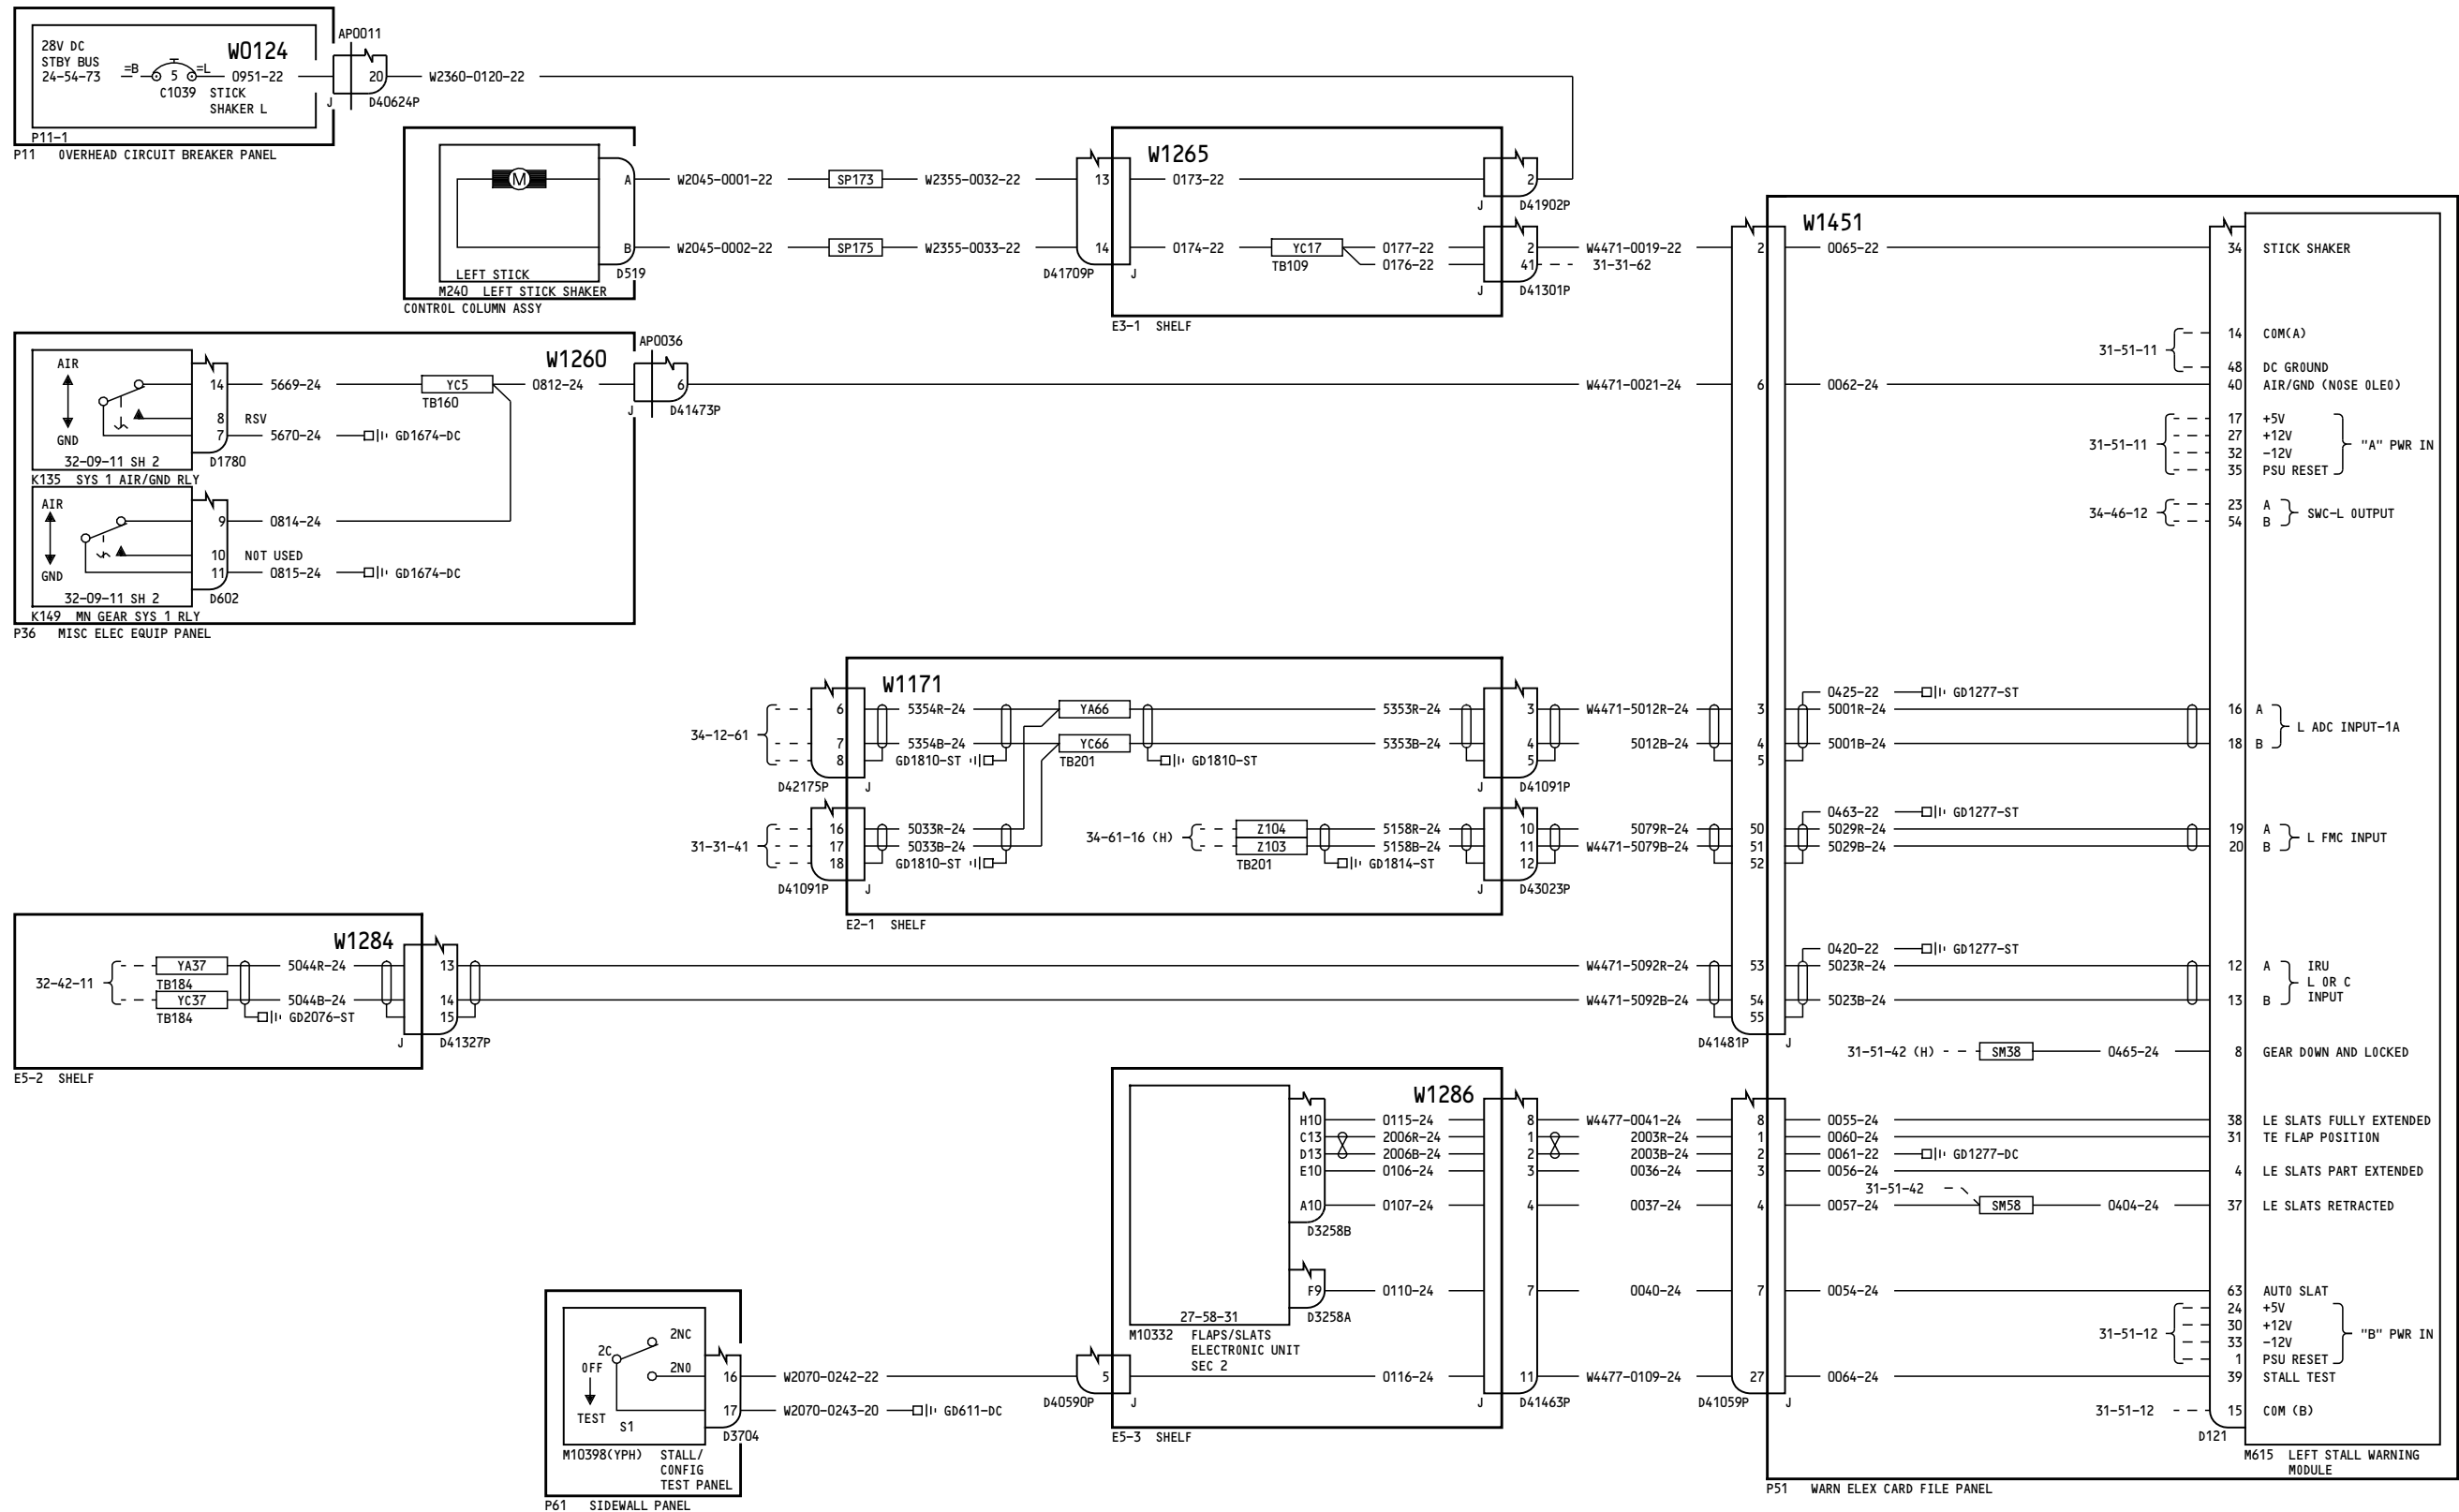 AP0011
28V DC
STBY BUS
24-54-73
W0124
=B 5 =L 0951-22
C1039 STICK
SHAKER L
J
20
D40624P
W2360-0120-22
P11-1
P11 OVERHEAD CIRCUIT BREAKER PANEL
M
A W2045-0001-22 SP173 W2355-0032-22 13
B W2045-0002-22 SP175 W2355-0033-22 14
LEFT STICK
D519
M240 LEFT STICK SHAKER
CONTROL COLUMN ASSY
D41709P J
W1265
0173-22 2
J D41902P
0174-22 YC17 0177-22 2 W4471-0019-22 2
TB109 0176-22 41 31-31-62
J D41301P
E3-1 SHELF
W1451
0065-22 34 STICK SHAKER
31-51-11
14 COM(A)
48 DC GROUND
AP0036
W1260
AIR
GND
14 5669-24 YC5 0812-24
TB160
6
J D41473P
W4471-0021-24 6 0062-24 40 AIR/GND (NOSE OLEO)
8 RSV
7 5670-24 GD1674-DC
32-09-11 SH 2 D1780
K135 SYS 1 AIR/GND RLY
AIR
GND
9 0814-24
10 NOT USED
11 0815-24 GD1674-DC
32-09-11 SH 2 D602
K149 MN GEAR SYS 1 RLY
P36 MISC ELEC EQUIP PANEL
31-51-11
17 +5V
27 +12V
32 -12V
35 PSU RESET
"A" PWR IN
34-46-12
23 A
54 B
SWC-L OUTPUT
W1171
34-12-61
6 5354R-24 YA66 5353R-24 3 W4471-5012R-24 3
7 5354B-24 YC66 5353B-24 4 5012B-24 4
8 GD1810-ST TB201 GD1810-ST 5 5
D42175P J
J D41091P
0425-22 GD1277-ST
5001R-24 16 A
5001B-24 18 B
L ADC INPUT-1A
31-31-41
16 5033R-24
17 5033B-24
18 GD1810-ST
D41091P J
34-61-16 (H)
Z104 5158R-24 10 5079R-24 50
Z103 5158B-24 11 W4471-5079B-24 51
TB201 GD1814-ST 12 52
J D43023P
0463-22 GD1277-ST
5029R-24 19 A
5029B-24 20 B
L FMC INPUT
E2-1 SHELF
W1284
32-42-11
YA37 5044R-24 13 W4471-5092R-24 53
TB184
YC37 5044B-24 14 W4471-5092B-24 54
TB184 GD2076-ST 15 55
J D41327P
E5-2 SHELF
0420-22 GD1277-ST
5023R-24 12 A
5023B-24 13 B
IRU
L OR C
INPUT
D41481P J
31-51-42 (H) SM38 0465-24 8 GEAR DOWN AND LOCKED
W1286
H10 0115-24 8 W4477-0041-24 8 0055-24 38 LE SLATS FULLY EXTENDED
C13 2006R-24 1 2003R-24 1 0060-24 31 TE FLAP POSITION
D13 2006B-24 2 2003B-24 2 0061-22 GD1277-DC
E10 0106-24 3 0036-24 3 0056-24 4 LE SLATS PART EXTENDED
31-51-42
A10 0107-24 4 0037-24 4 0057-24 SM58 0404-24 37 LE SLATS RETRACTED
D3258B
F9 0110-24 7 0040-24 7 0054-24 63 AUTO SLAT
27-58-31 D3258A
M10332 FLAPS/SLATS
ELECTRONIC UNIT
SEC 2
31-51-12
24 +5V
30 +12V
33 -12V
1 PSU RESET
"B" PWR IN
2NC
2C
OFF
2NO
TEST
S1
16 W2070-0242-22 5 0116-24 11 W4477-0109-24 27 0064-24 39 STALL TEST
D40590P J
J D41463P
D41059P J
17 W2070-0243-20 GD611-DC
D3704
31-51-12 15 COM (B)
D121
E5-3 SHELF
M10398(YPH) STALL/
CONFIG
TEST PANEL
P61 SIDEWALL PANEL
M615 LEFT STALL WARNING
MODULE
P51 WARN ELEX CARD FILE PANEL